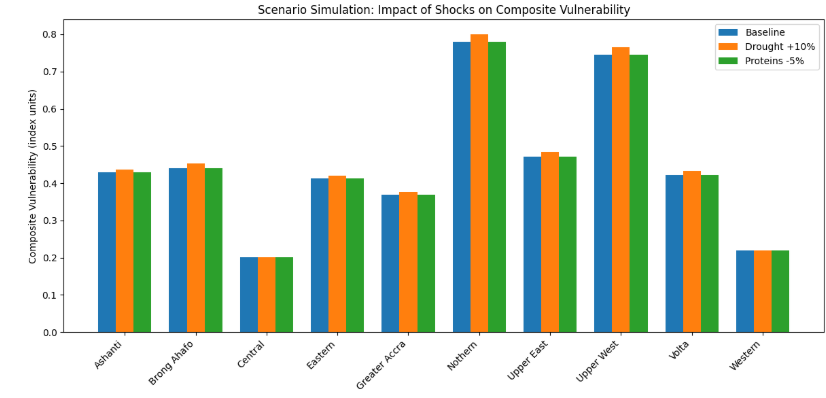 Scenario Simulation: Impact of Shocks on Composite Vulnerability
Baseline
Drought +10%
Proteins -5%
Composite Vulnerability (index units)
0.8
0.7
0.6
0.5
0.4
0.3
0.2
0.1
0.0
Ashanti
Brong Ahafo
Central
Eastern
Greater Accra
Nothern
Upper East
Upper West
Volta
Western